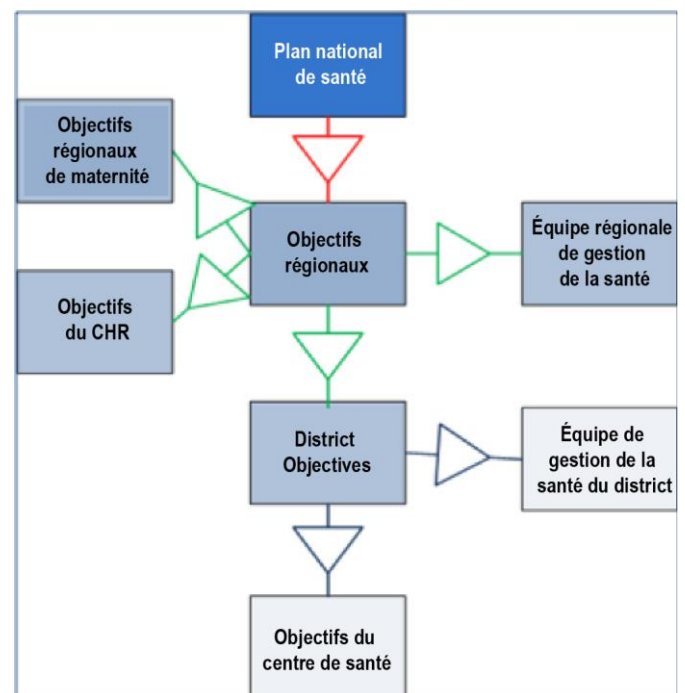 Plan national
de santé
Objectifs
régionaux
de maternité
Objectifs
régionaux
Équipe régionale
de gestion
de la santé
Objectifs
du CHR
District
Objectives
Équipe de
gestion de la
santé du district
Objectifs du
centre de santé